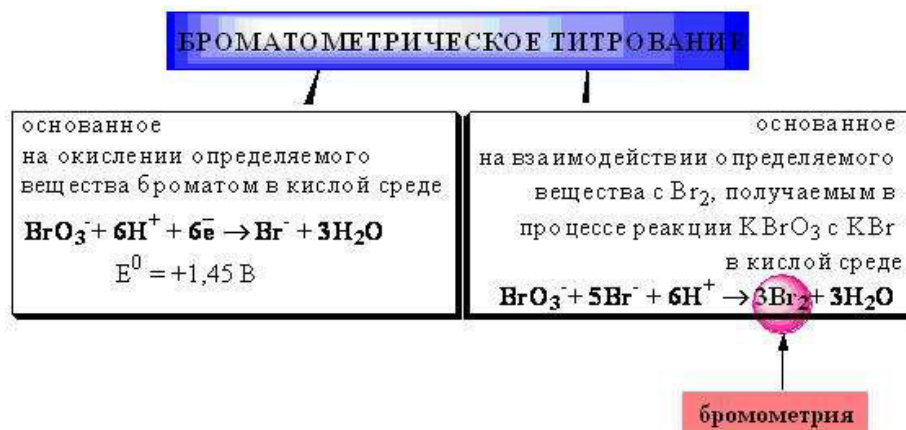 БРОМАТОМЕТРИЧЕСКОЕ ТИТРОВАНИЕ
основанное
на окислении определяемого
вещества броматом в кислой среде
BrO₃⁻ + 6H⁺ + 6e̅ → Br⁻ + 3H₂O
E⁰ = +1,45 В
основанное
на взаимодействии определяемого
вещества с Br₂, получаемым в
процессе реакции KBrO₃ с KBr
в кислой среде
BrO₃⁻ + 5Br⁻ + 6H⁺ → 3Br₂ + 3H₂O
бромометрия